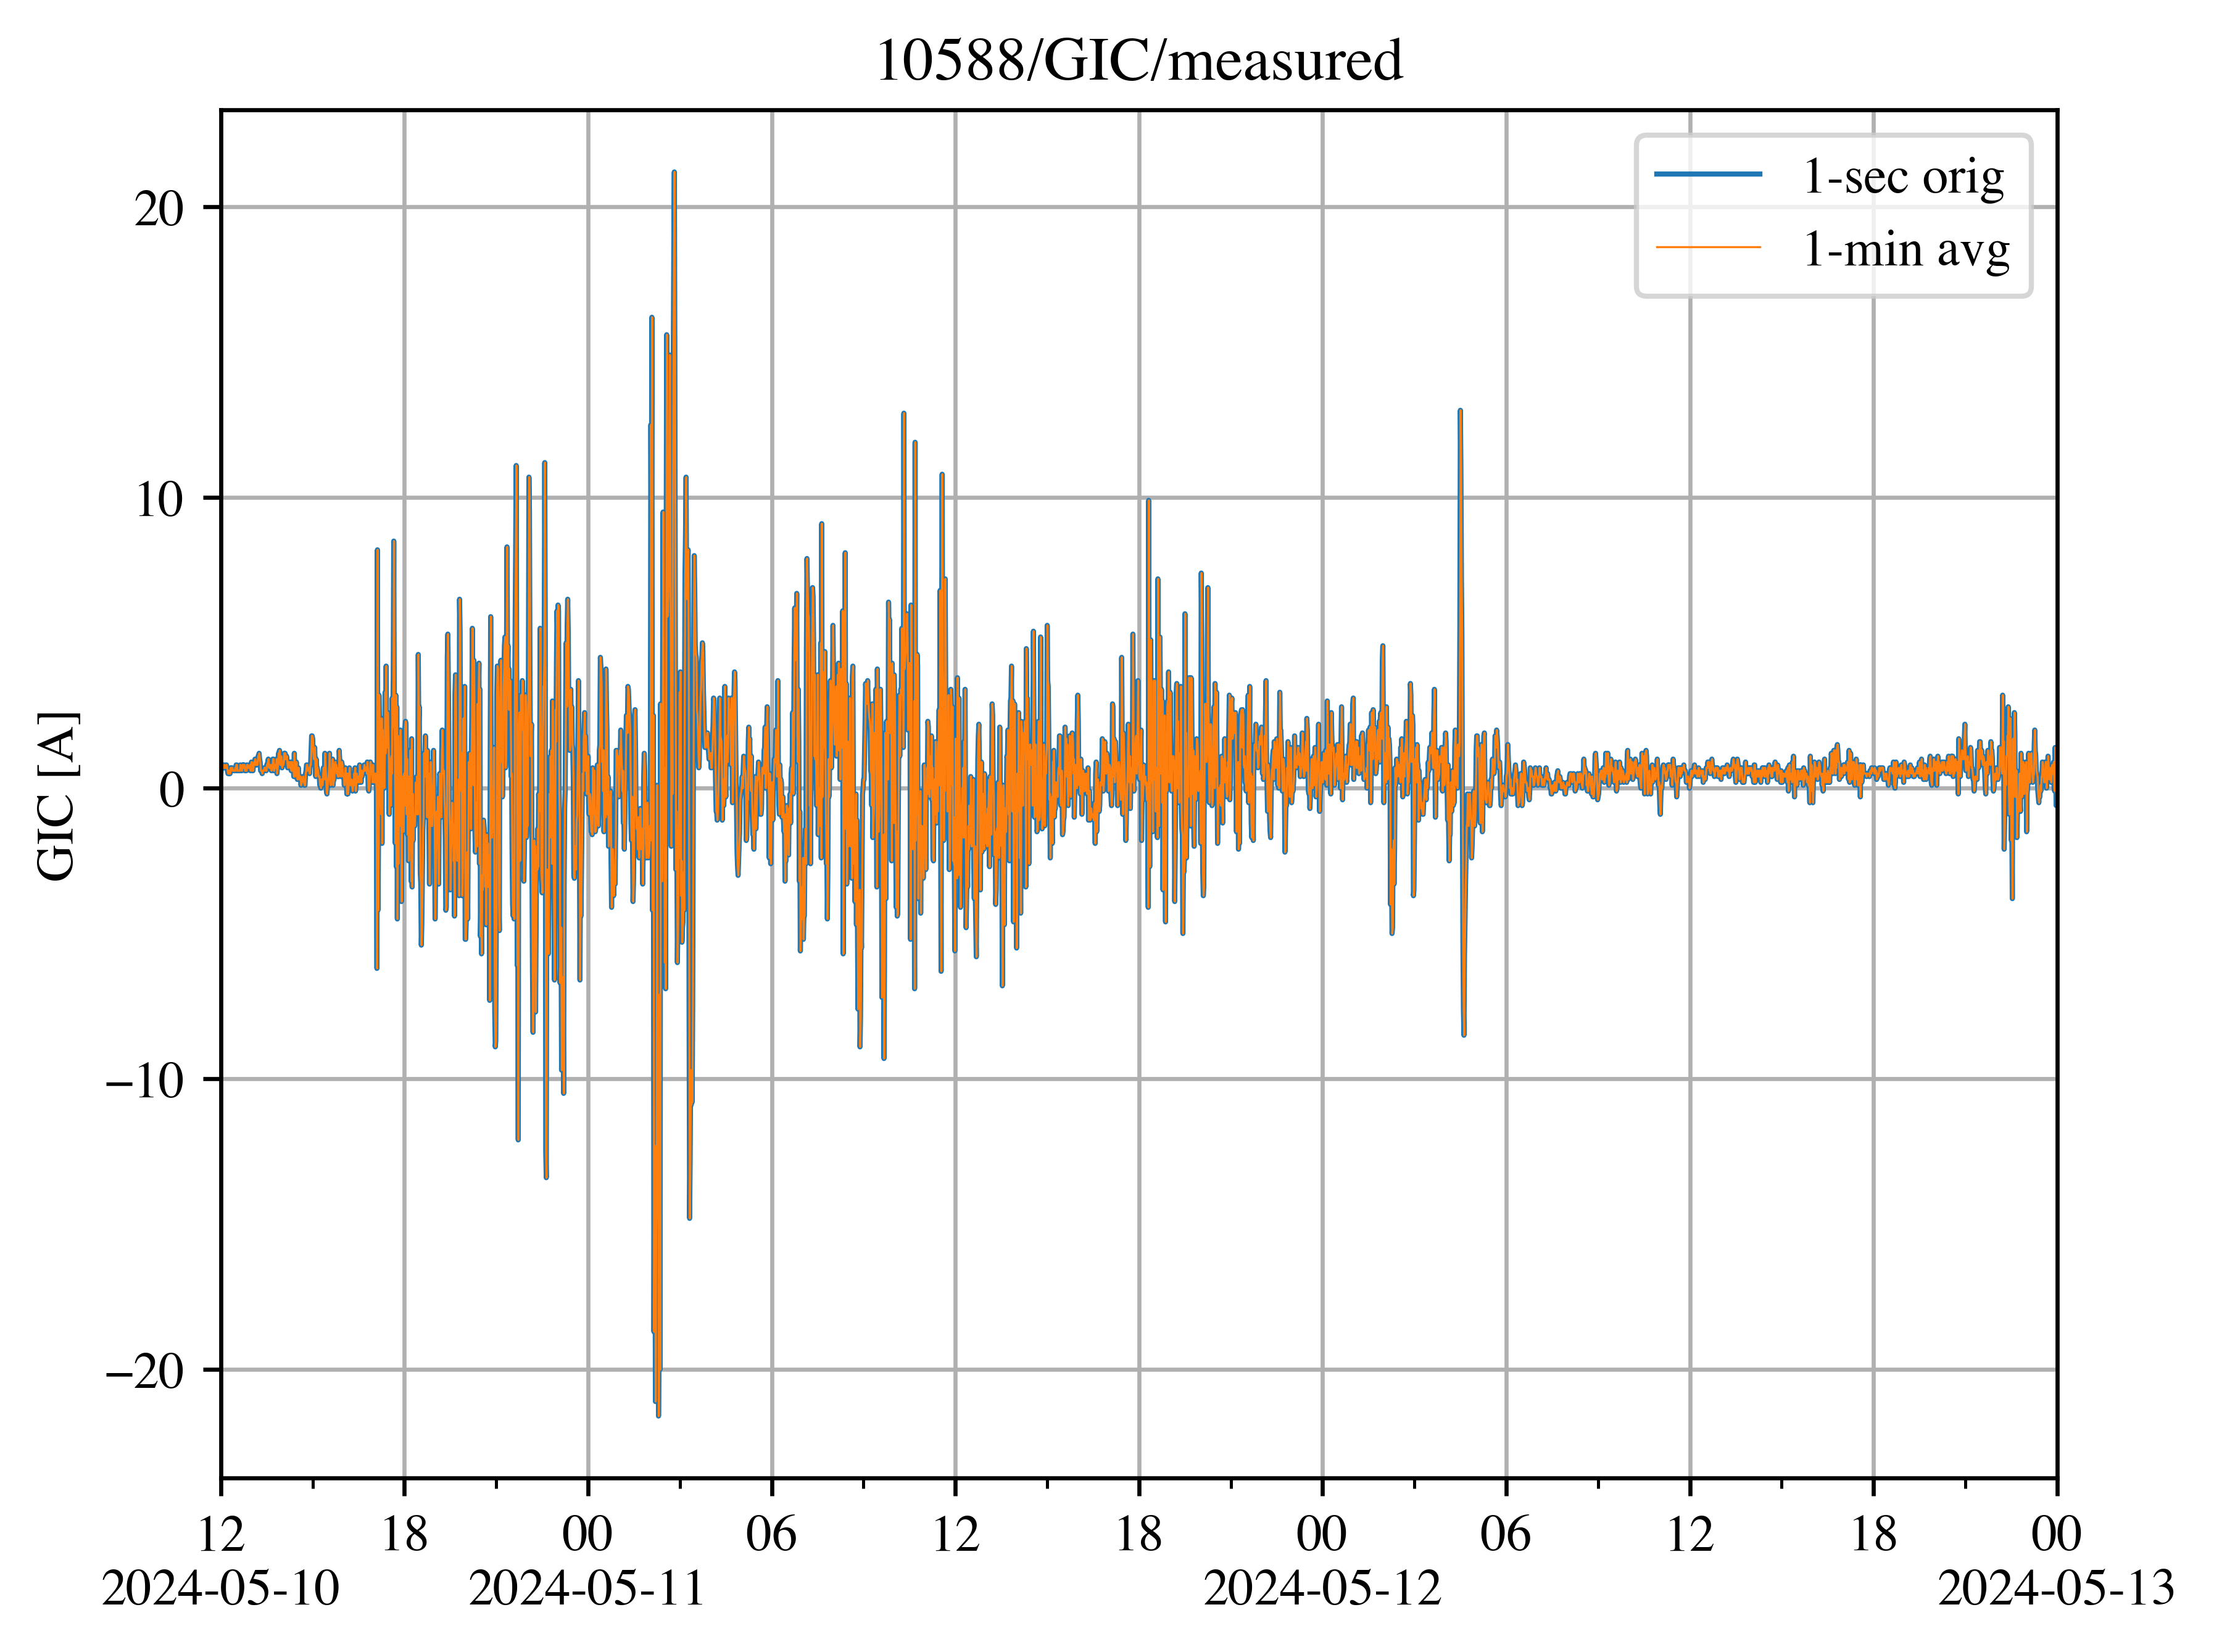 10588/GIC/measured
1-sec orig
1-min avg
GIC [A]
20
10
0
−10
−20
12 18 00 06 12 18 00 06 12 18 00
2024-05-10 2024-05-11 2024-05-12 2024-05-13